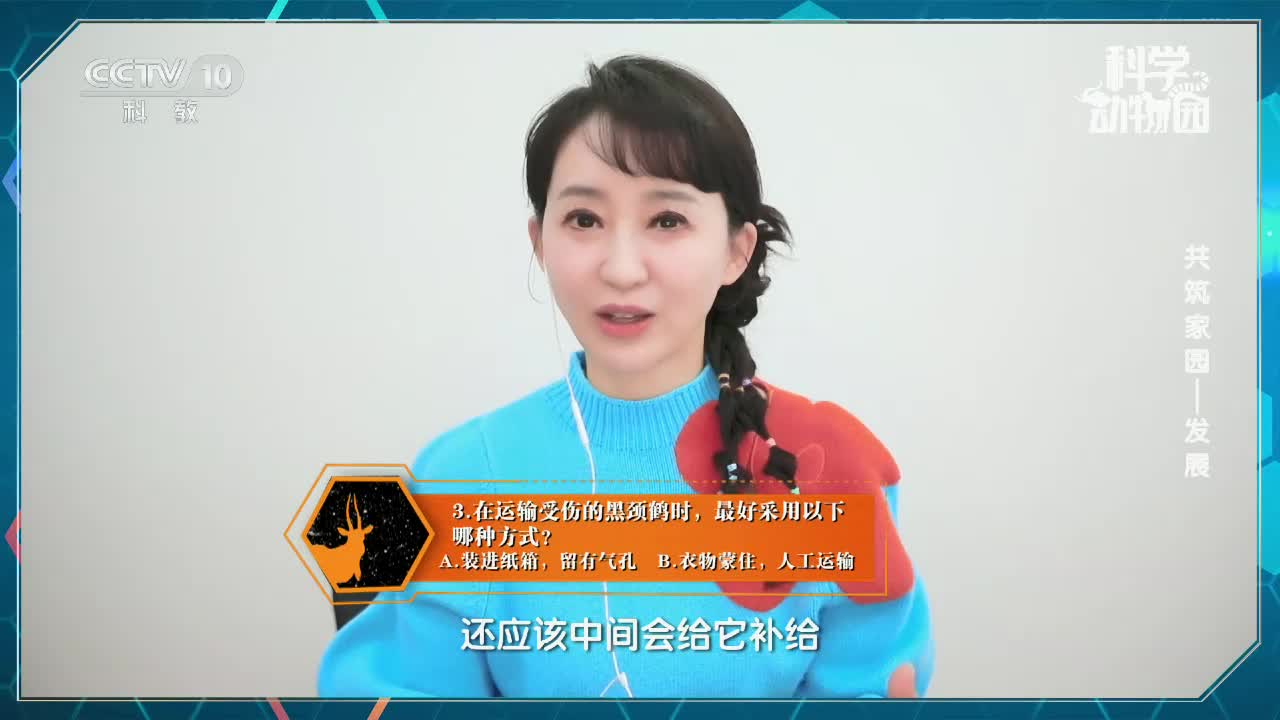 CCTV 10
科教
科学
动物园
共筑家园—发展
3.在运输受伤的黑颈鹤时，最好采用以下
哪种方式？
A.装进纸箱，留有气孔 B.衣物蒙住，人工运输
还应该中间会给它补给